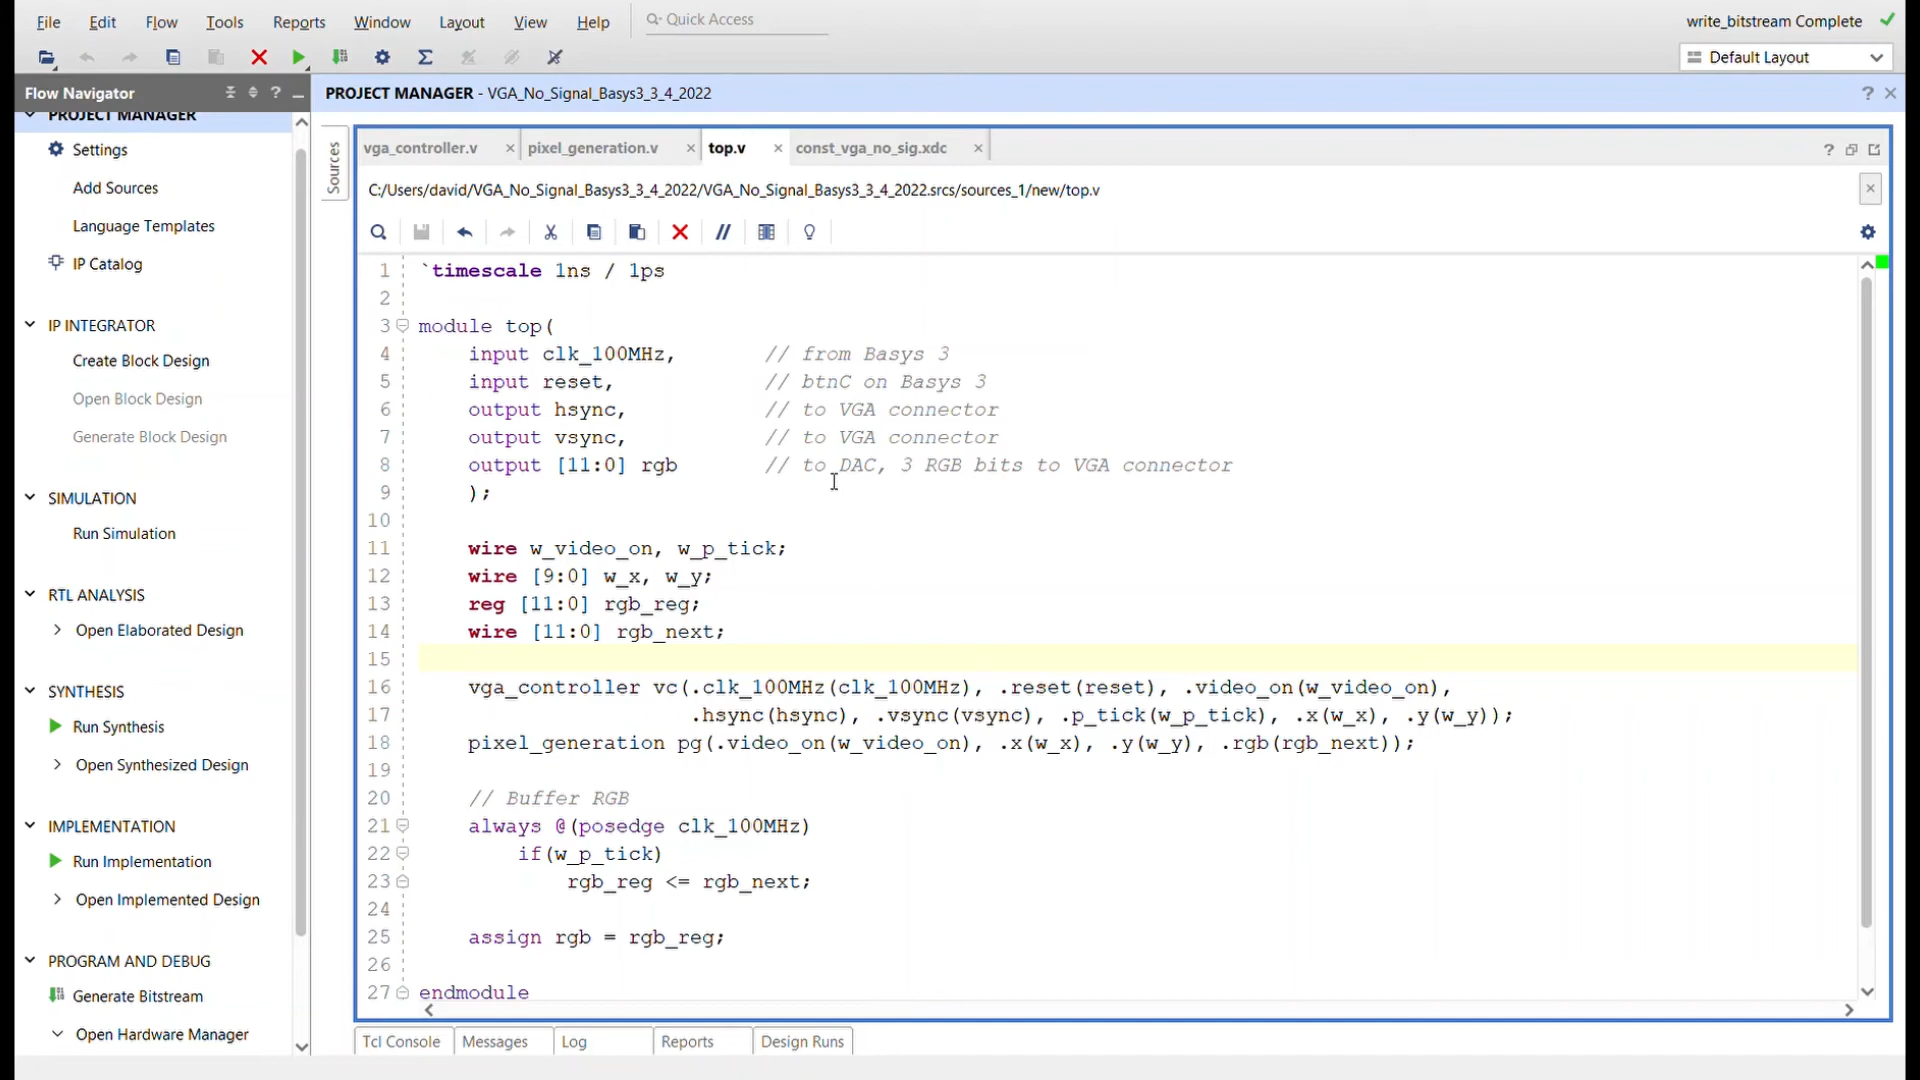 File Edit Flow Tools Reports Window Layout View Help Quick Access write_bitstream Complete
Default Layout
Flow Navigator ?
PROJECT MANAGER - VGA_No_Signal_Basys3_3_4_2022 ?
PROJECT MANAGER
Settings
Add Sources
Language Templates
IP Catalog
IP INTEGRATOR
Create Block Design
Open Block Design
Generate Block Design
SIMULATION
Run Simulation
RTL ANALYSIS
Open Elaborated Design
SYNTHESIS
Run Synthesis
Open Synthesized Design
IMPLEMENTATION
Run Implementation
Open Implemented Design
PROGRAM AND DEBUG
Generate Bitstream
Open Hardware Manager
Sources
vga_controller.v × pixel_generation.v × top.v × const_vga_no_sig.xdc × ?
C:/Users/david/VGA_No_Signal_Basys3_3_4_2022/VGA_No_Signal_Basys3_3_4_2022.srcs/sources_1/new/top.v
1 `timescale 1ns / 1ps
2
3 module top(
4 input clk_100MHz, // from Basys 3
5 input reset, // btnC on Basys 3
6 output hsync, // to VGA connector
7 output vsync, // to VGA connector
8 output [11:0] rgb // to DAC, 3 RGB bits to VGA connector
9 );
10
11 wire w_video_on, w_p_tick;
12 wire [9:0] w_x, w_y;
13 reg [11:0] rgb_reg;
14 wire [11:0] rgb_next;
15
16 vga_controller vc(.clk_100MHz(clk_100MHz), .reset(reset), .video_on(w_video_on),
17 .hsync(hsync), .vsync(vsync), .p_tick(w_p_tick), .x(w_x), .y(w_y));
18 pixel_generation pg(.video_on(w_video_on), .x(w_x), .y(w_y), .rgb(rgb_next));
19
20 // Buffer RGB
21 always @(posedge clk_100MHz)
22 if(w_p_tick)
23 rgb_reg <= rgb_next;
24
25 assign rgb = rgb_reg;
26
27 endmodule
Tcl Console Messages Log Reports Design Runs